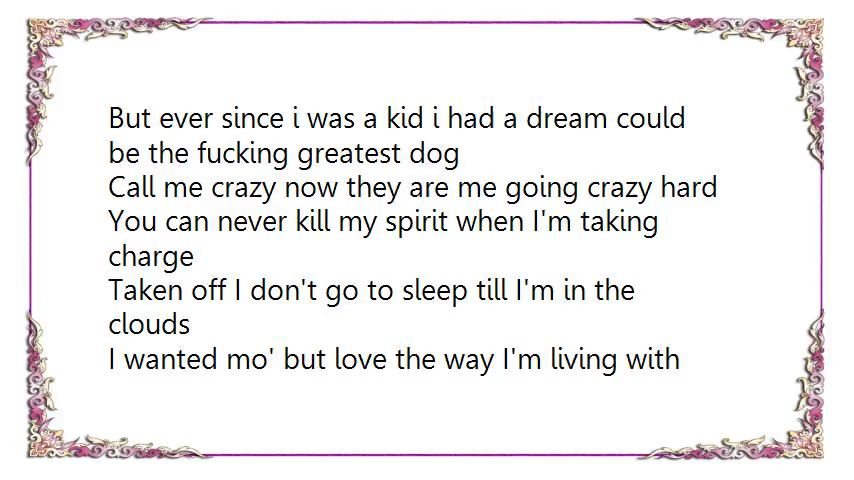 But ever since i was a kid i had a dream could
be the fucking greatest dog
Call me crazy now they are me going crazy hard
You can never kill my spirit when I'm taking
charge
Taken off I don't go to sleep till I'm in the
clouds
I wanted mo' but love the way I'm living with